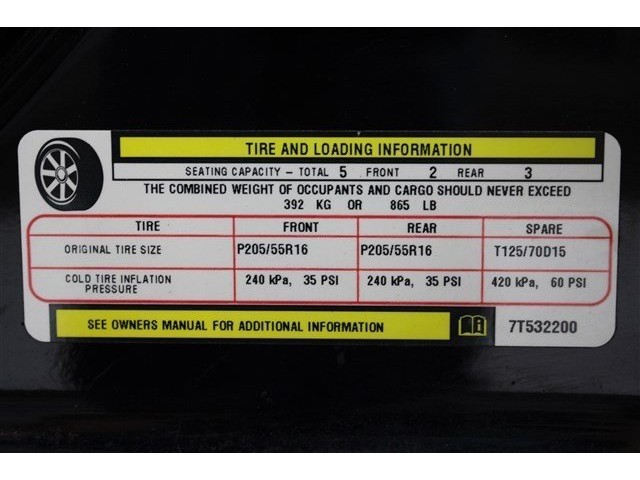 TIRE AND LOADING INFORMATION
SEATING CAPACITY - TOTAL 5 FRONT 2 REAR 3
THE COMBINED WEIGHT OF OCCUPANTS AND CARGO SHOULD NEVER EXCEED
392 KG OR 865 LB
TIRE FRONT REAR SPARE
ORIGINAL TIRE SIZE P205/55R16 P205/55R16 T125/70D15
COLD TIRE INFLATION PRESSURE 240 kPa, 35 PSI 240 kPa, 35 PSI 420 kPa, 60 PSI
SEE OWNERS MANUAL FOR ADDITIONAL INFORMATION 7T532200